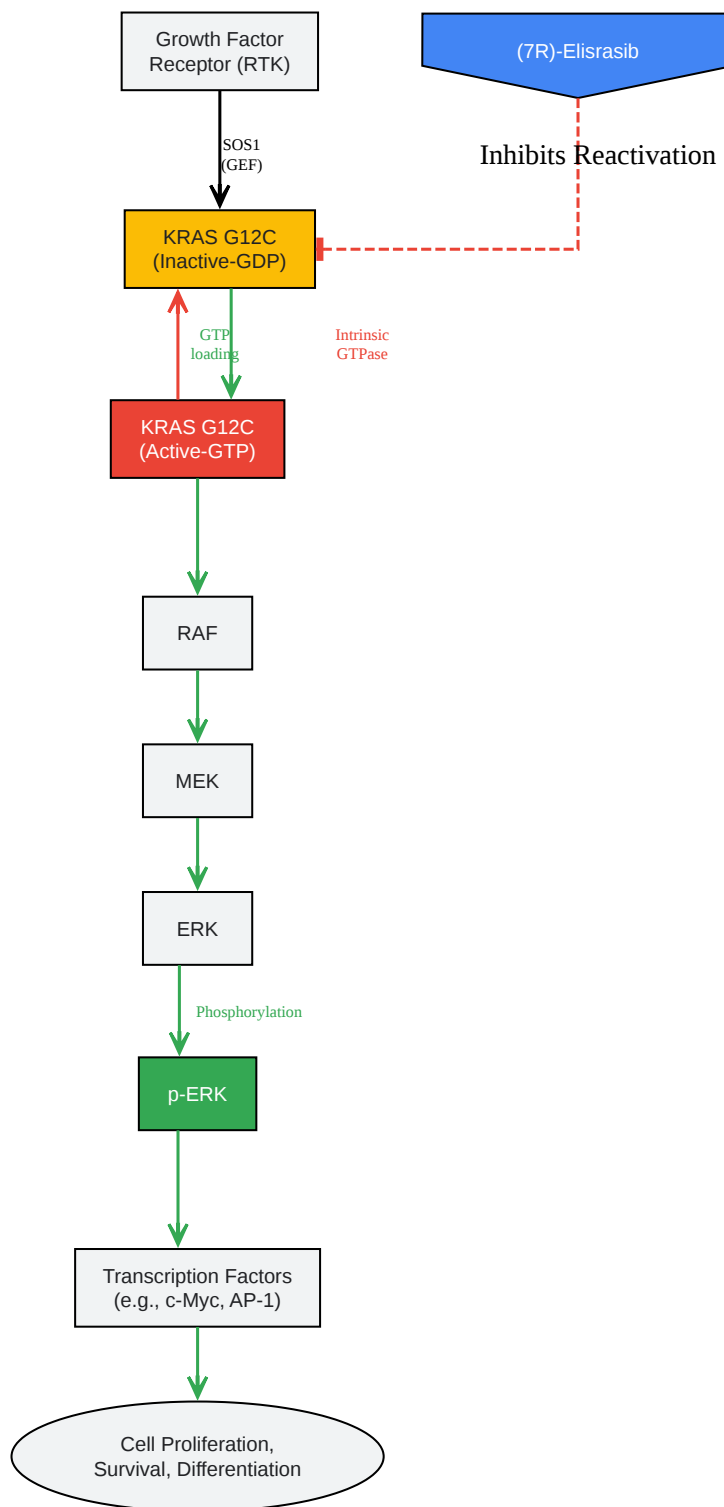 Growth Factor
Receptor (RTK)
(7R)-Elisrasib
SOS1
(GEF)
Inhibits Reactivation
KRAS G12C
(Inactive-GDP)
GTP
loading
Intrinsic
GTPase
KRAS G12C
(Active-GTP)
RAF
MEK
ERK
Phosphorylation
p-ERK
Transcription Factors
(e.g., c-Myc, AP-1)
Cell Proliferation,
Survival, Differentiation